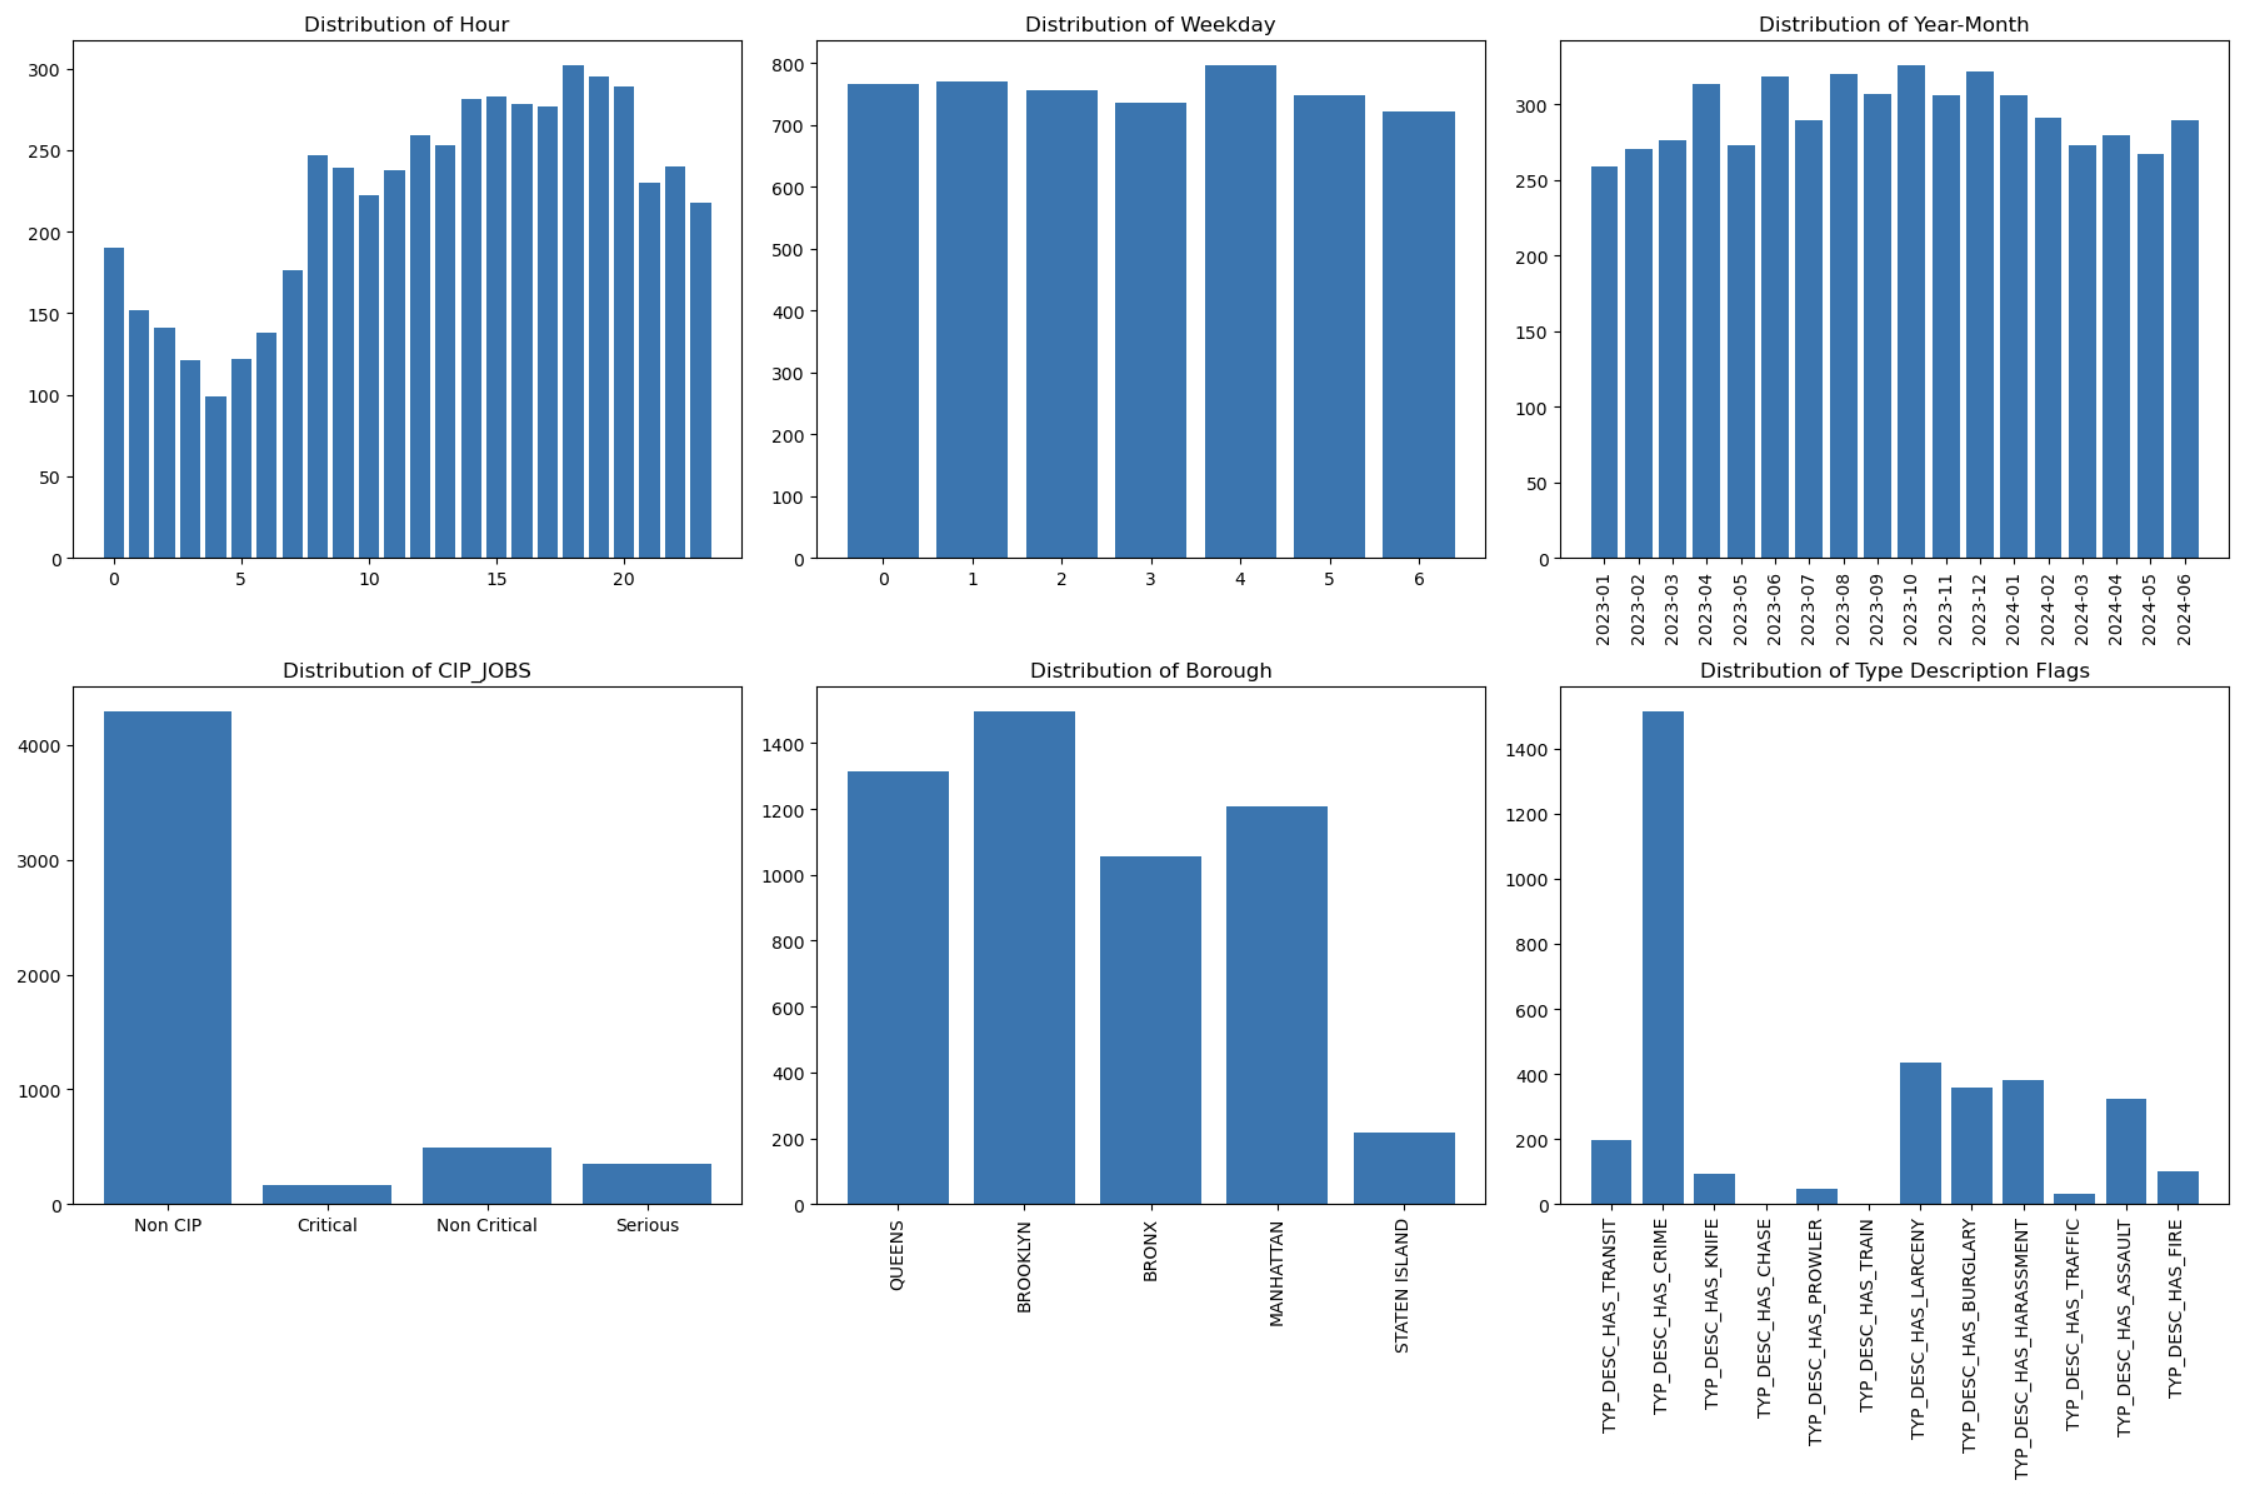 Distribution of Hour
300
250
200
150
100
50
0
0 5 10 15 20
Distribution of Weekday
800
700
600
500
400
300
200
100
0
0 1 2 3 4 5 6
Distribution of Year-Month
300
250
200
150
100
50
0
2023-01
2023-02
2023-03
2023-04
2023-05
2023-06
2023-07
2023-08
2023-09
2023-10
2023-11
2023-12
2024-01
2024-02
2024-03
2024-04
2024-05
2024-06
Distribution of CIP_JOBS
4000
3000
2000
1000
0
Non CIP Critical Non Critical Serious
Distribution of Borough
1400
1200
1000
800
600
400
200
0
QUEENS
BROOKLYN
BRONX
MANHATTAN
STATEN ISLAND
Distribution of Type Description Flags
1400
1200
1000
800
600
400
200
0
TYP_DESC_HAS_TRANSIT
TYP_DESC_HAS_CRIME
TYP_DESC_HAS_KNIFE
TYP_DESC_HAS_CHASE
TYP_DESC_HAS_PROWLER
TYP_DESC_HAS_TRAIN
TYP_DESC_HAS_LARCENY
TYP_DESC_HAS_BURGLARY
TYP_DESC_HAS_HARASSMENT
TYP_DESC_HAS_TRAFFIC
TYP_DESC_HAS_ASSAULT
TYP_DESC_HAS_FIRE